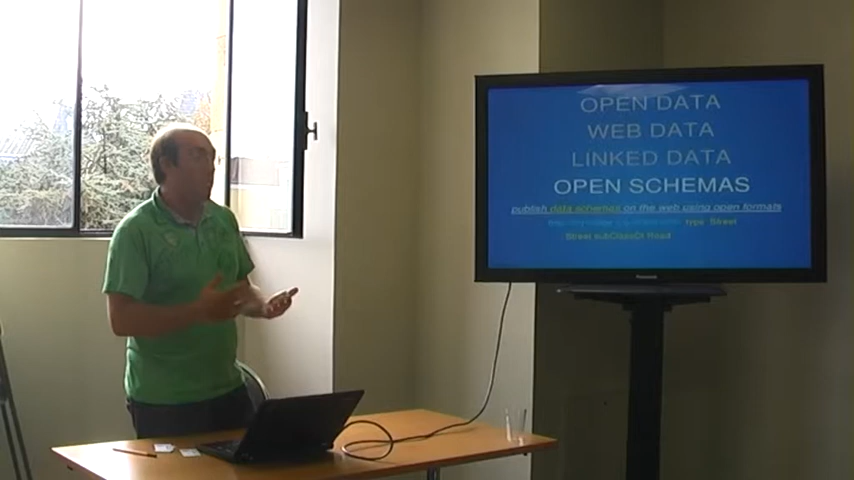 OPEN DATA
WEB DATA
LINKED DATA
OPEN SCHEMAS
publish data schemas on the web using open formats
type Street
Street subClassOf Road
Panasonic